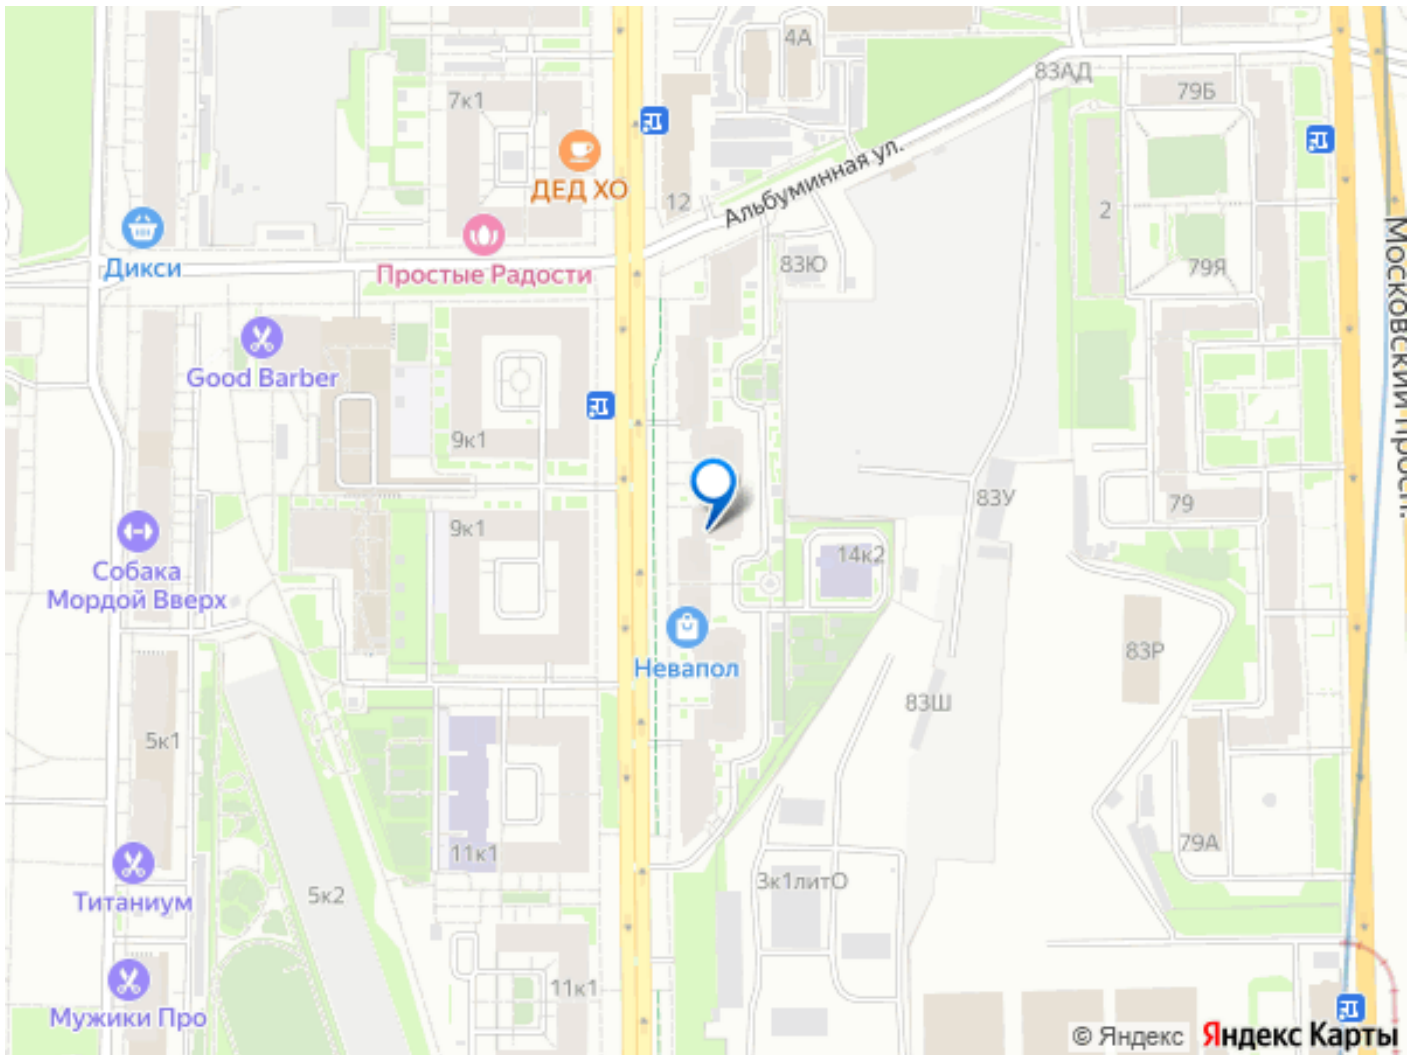 4А
83АД
79Б
7к1
ДЕД ХО
Альбуминная ул.
12
2
Дикси
Простые Радости
83Ю
79Я
Московский просп.
Good Barber
9к1
83У
79
9к1
14к2
Собака
Мордой Вверх
Невапол
83Р
83Ш
5к1
79А
11к1
3к1литО
5к2
Титаниум
11к1
Мужики Про
© Яндекс Яндекс Карты